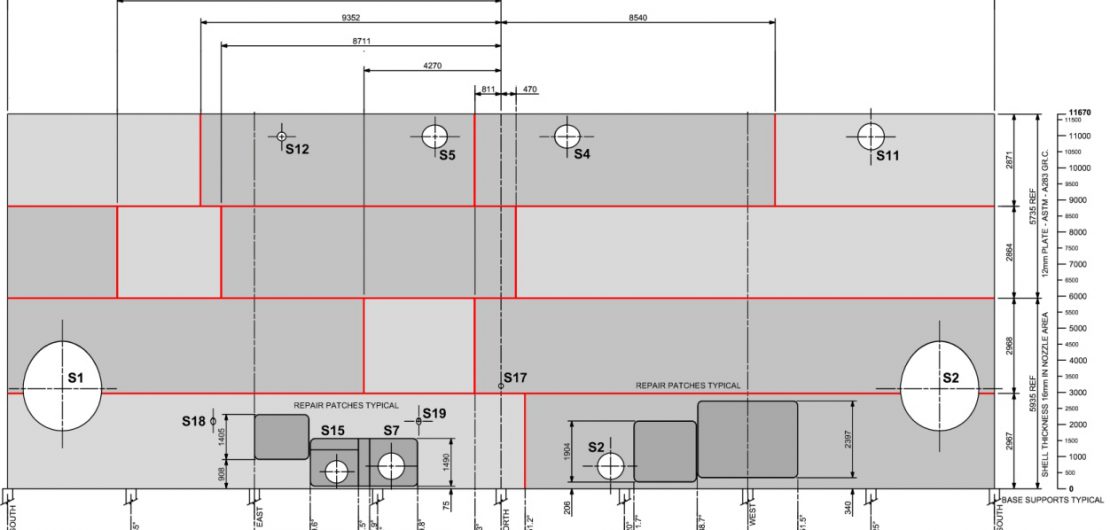 9352
8540
8711
4270
811
470
S12
S5
S4
S11
S1
S17
S2
REPAIR PATCHES TYPICAL
REPAIR PATCHES TYPICAL
S18
S19
S15
S7
S2
1405
908
1490
75
1904
206
2397
340
2871
2864
2968
2967
5735 REF
5935 REF
12mm PLATE - ASTM - A283 GR.C.
SHELL THICKNESS 16mm IN NOZZLE AREA
11670
11500
11000
10500
10000
9500
9000
8500
8000
7500
7000
6500
6000
5500
5000
4500
4000
3500
3000
2500
2000
1500
1000
500
0
BASE SUPPORTS TYPICAL
EAST
WEST